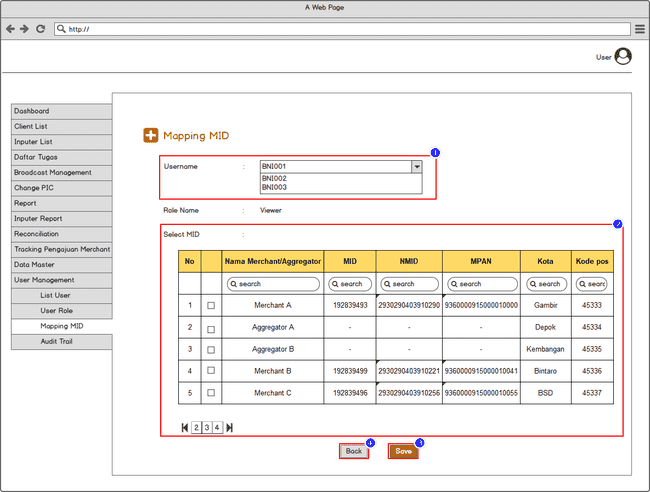 A Web Page
http://
User
Dashboard
Client List
Inputer List
Daftar Tugas
Broadcast Management
Change PIC
Report
Inputer Report
Reconciliation
Tracking Pengajuan Merchant
Data Master
User Management
List User
User Role
Mapping MID
Audit Trail
Mapping MID
1
Username : BNI001
BNI002
BNI003
Role Name : Viewer
2
Select MID :
No Nama Merchant/Aggregator MID NMID MPAN Kota Kode pos
search search search search search search
1 Merchant A 192839493 2930290403910290 9360000915000010000 Gambir 45333
2 Aggregator A - - - Depok 45334
3 Aggregator B - - - Kembangan 45335
4 Merchant B 192839499 2930290403910221 9360000915000010041 Bintaro 45336
5 Merchant C 192839496 2930290403910256 9360000915000010055 BSD 45337
2 3 4
Back Save